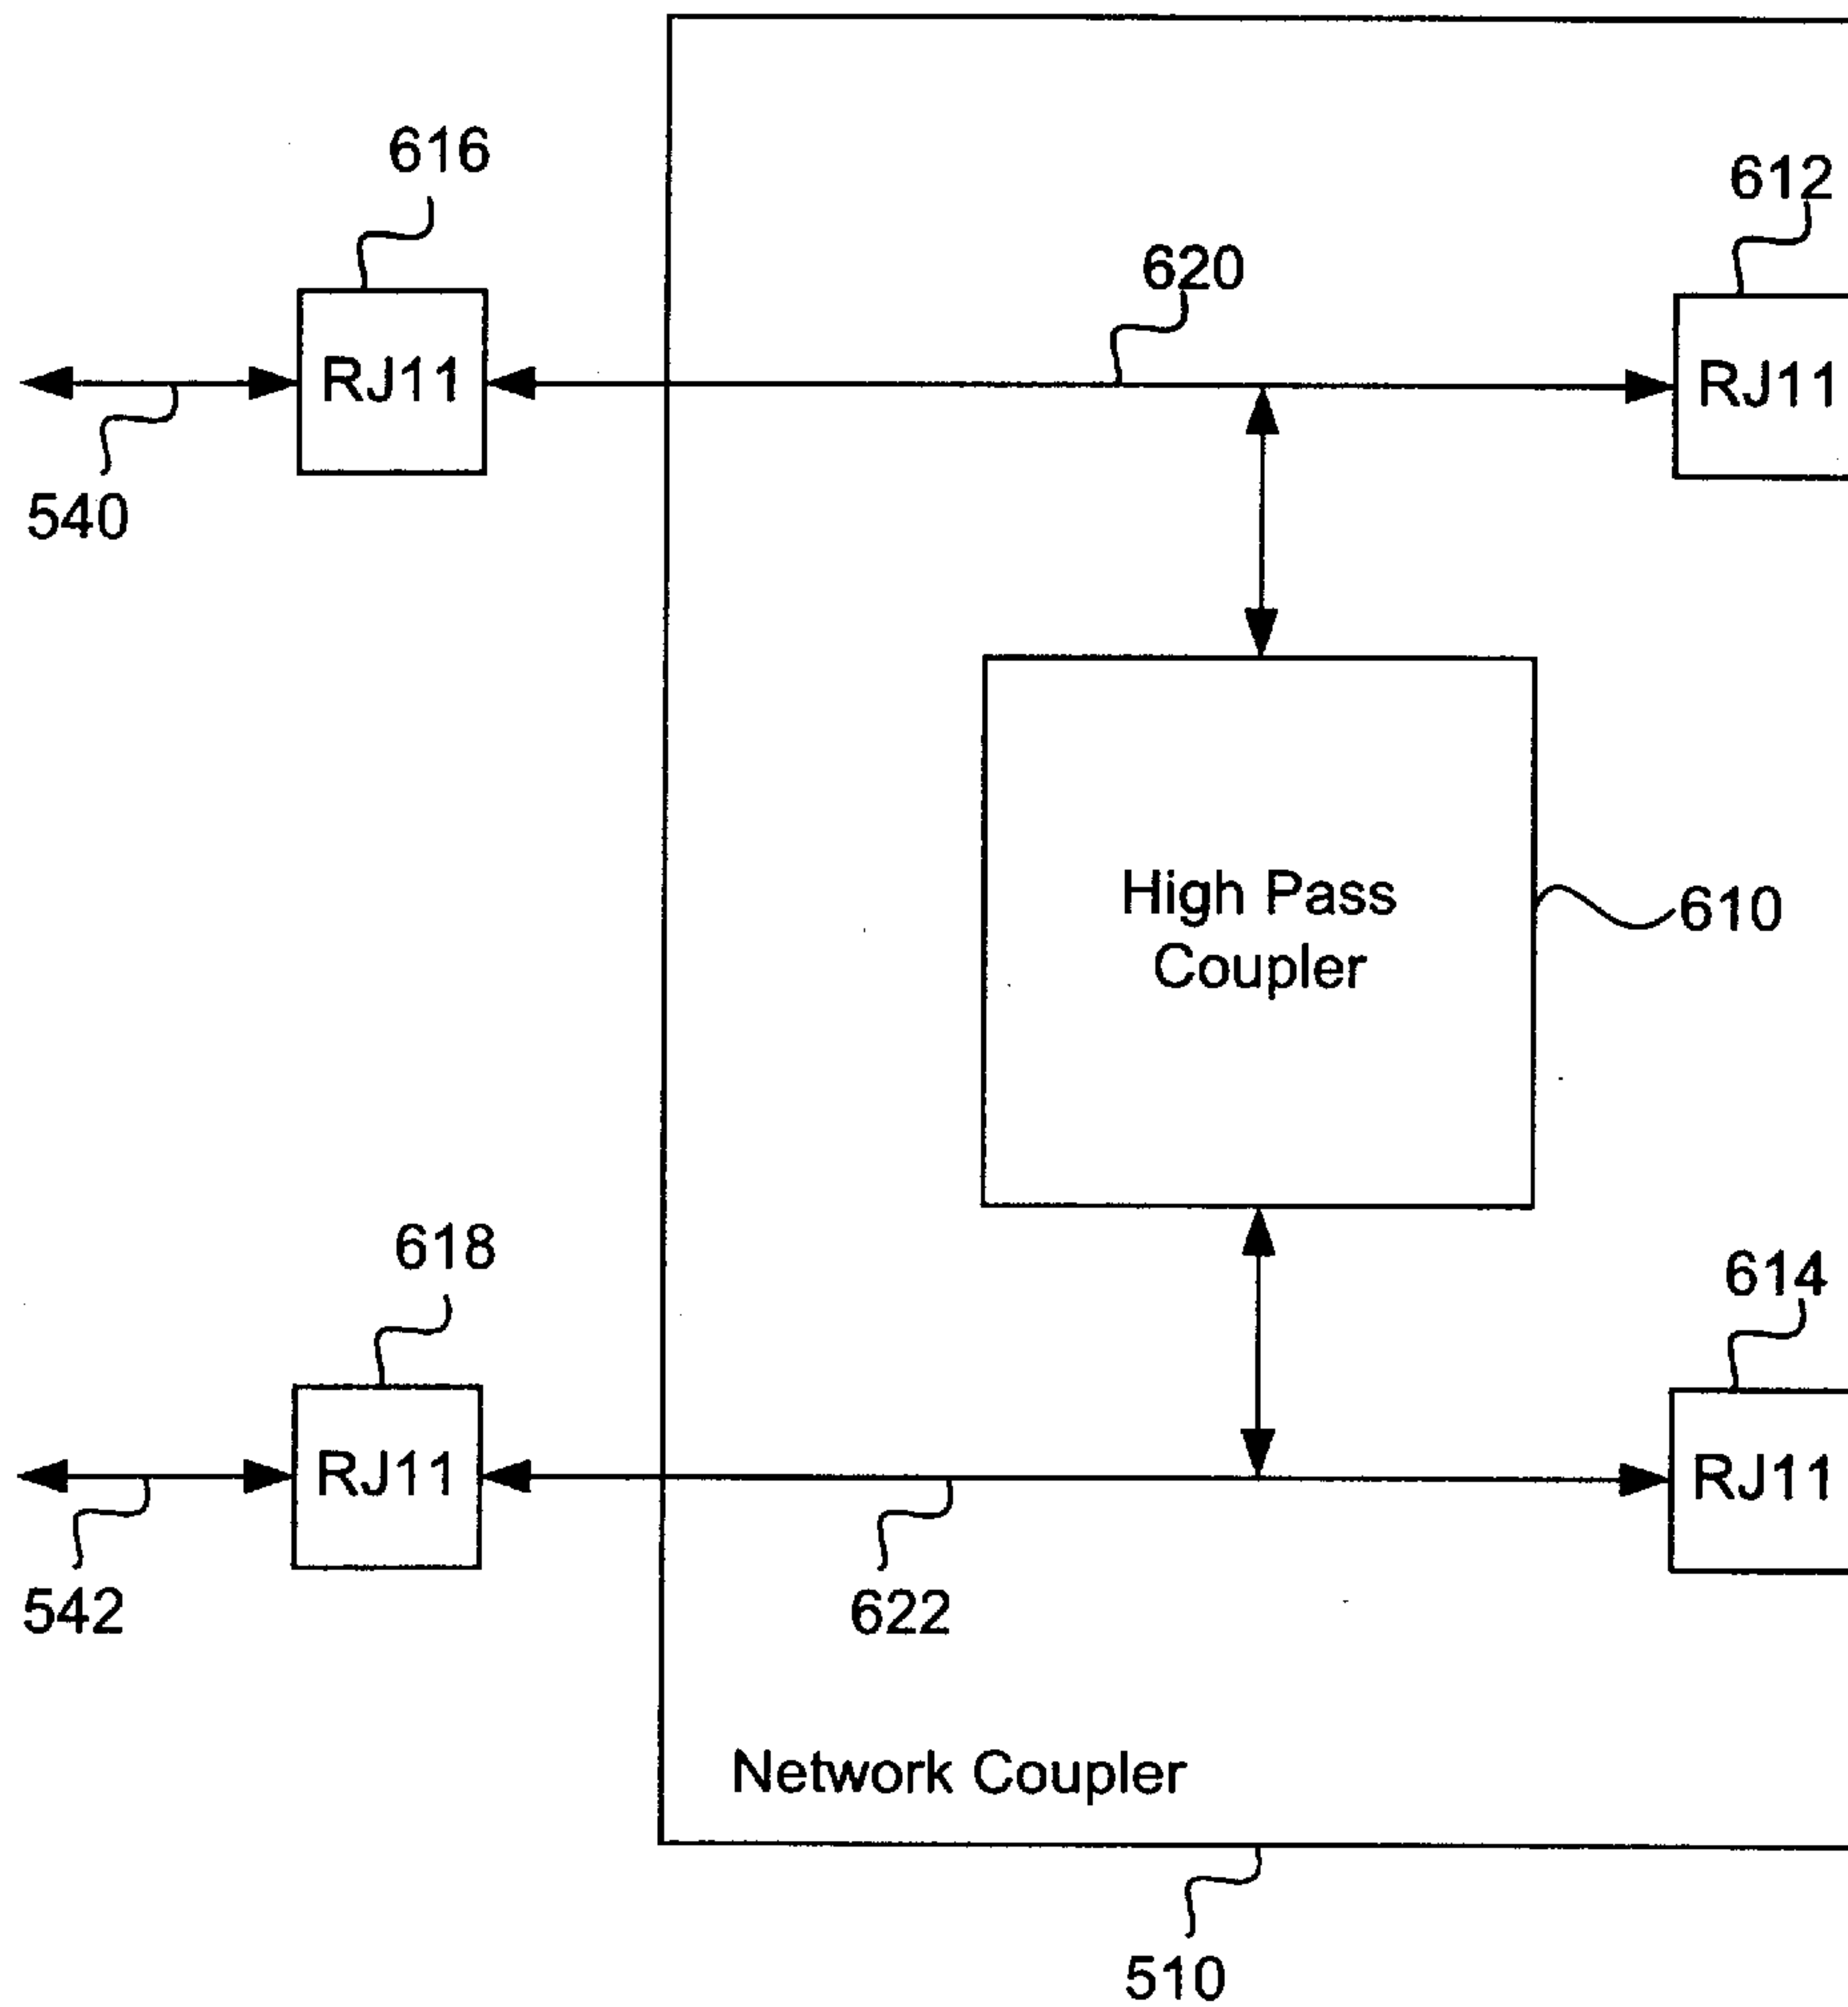 616
612
620
RJ11
RJ11
540
High Pass
Coupler
610
618
614
RJ11
RJ11
542
622
Network Coupler
510